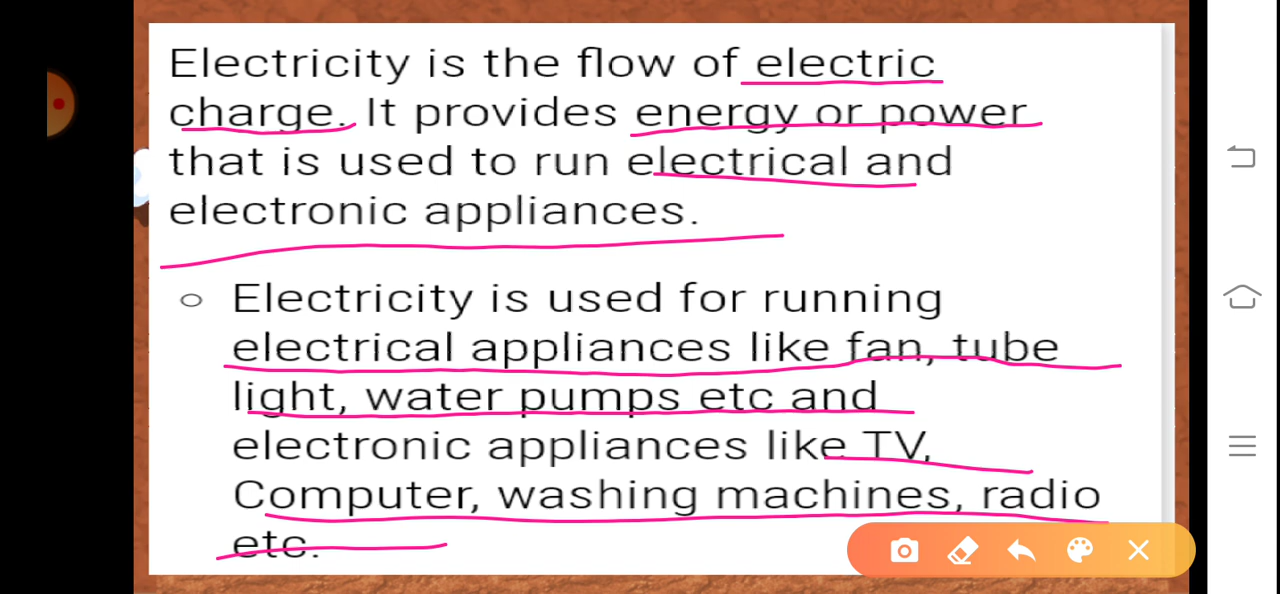 Electricity is the flow of electric
charge. It provides energy or power
that is used to run electrical and
electronic appliances.
Electricity is used for running
electrical appliances like fan, tube
light, water pumps etc and
electronic appliances like TV,
Computer, washing machines, radio
etc.